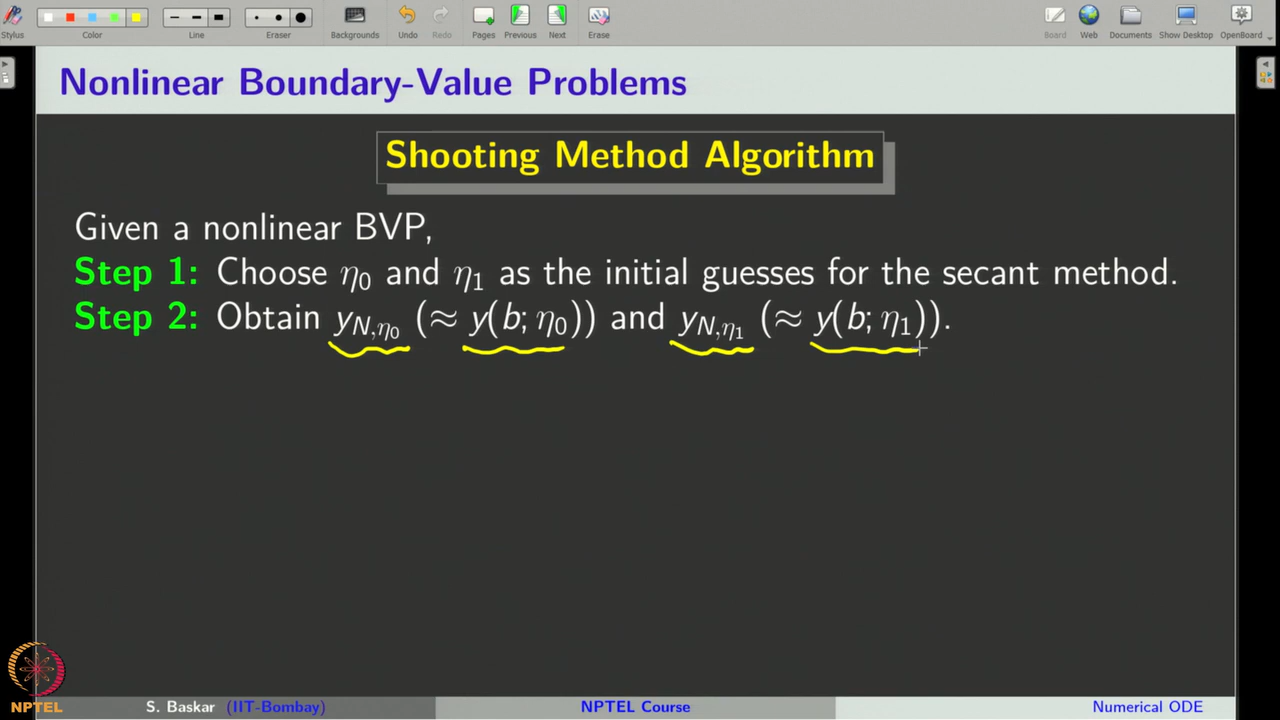 Stylus Color Line Eraser Backgrounds Undo Redo Pages Previous Next Erase Board Web Documents Show Desktop OpenBoard
Nonlinear Boundary-Value Problems
Shooting Method Algorithm
Given a nonlinear BVP,
Step 1: Choose η₀ and η₁ as the initial guesses for the secant method.
Step 2: Obtain y_{N,η₀} (≈ y(b; η₀)) and y_{N,η₁} (≈ y(b; η₁)).
NPTEL
S. Baskar (IIT-Bombay) NPTEL Course Numerical ODE